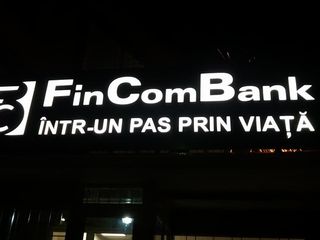 FinComBank
ÎNTR-UN PAS PRIN VIAȚĂ